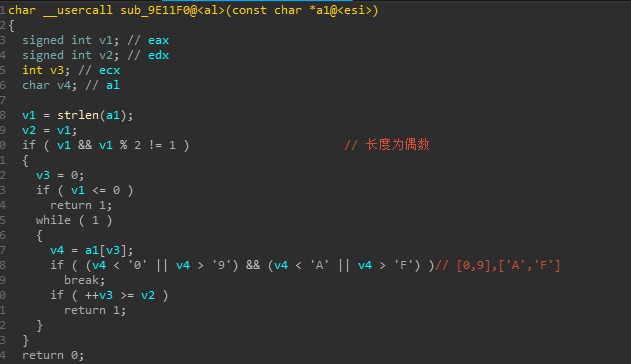 1 char __usercall sub_9E11F0@<al>(const char *a1@<esi>)
2 {
3 signed int v1; // eax
4 signed int v2; // edx
5 int v3; // ecx
6 char v4; // al
7
8 v1 = strlen(a1);
9 v2 = v1;
0 if ( v1 && v1 % 2 != 1 ) // 长度为偶数
1 {
2 v3 = 0;
3 if ( v1 <= 0 )
4 return 1;
5 while ( 1 )
6 {
7 v4 = a1[v3];
8 if ( (v4 < '0' || v4 > '9') && (v4 < 'A' || v4 > 'F') )// [0,9],['A','F']
9 break;
0 if ( ++v3 >= v2 )
1 return 1;
2 }
3 }
4 return 0;